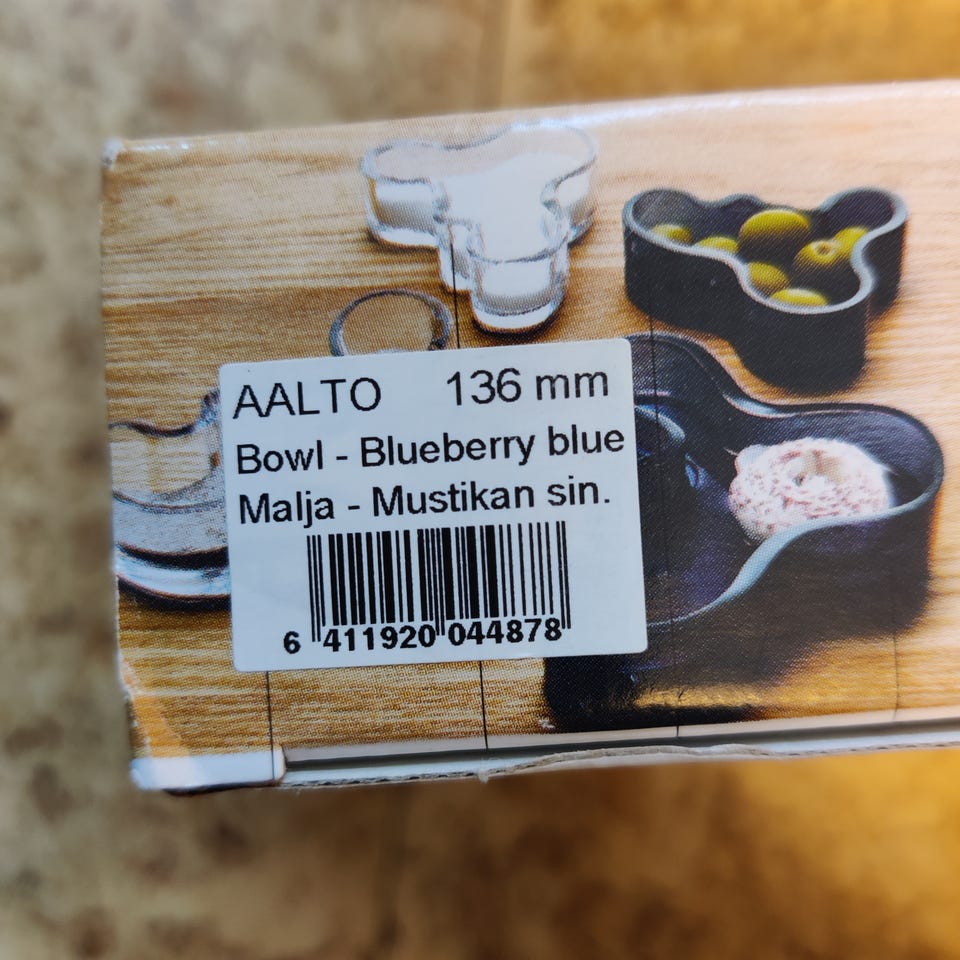 AALTO 136 mm
Bowl - Blueberry blue
Malja - Mustikan sin.
6 411920 044878